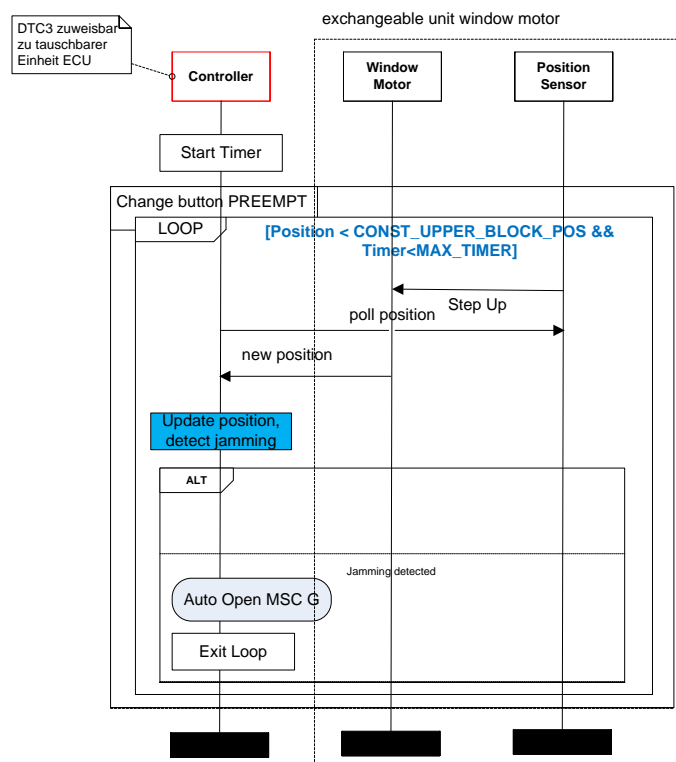 exchangeable unit window motor
DTC3 zuweisbar
zu tauschbarer
Einheit ECU
Controller
Window
Motor
Position
Sensor
Start Timer
Change button PREEMPT
LOOP
[Position < CONST_UPPER_BLOCK_POS &&
Timer<MAX_TIMER]
Step Up
poll position
new position
Update position,
detect jamming
ALT
Jamming detected
Auto Open MSC G
Exit Loop